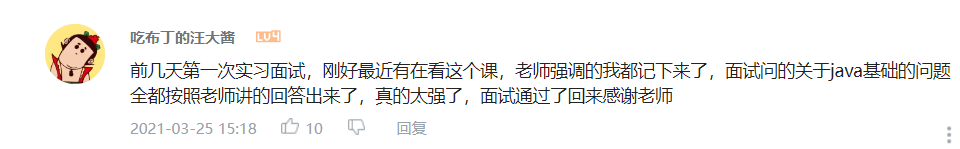 吃布丁的汪大酱 LV4
前几天第一次实习面试，刚好最近有在看这个课，老师强调的我都记下来了，面试问的关于java基础的问题
全都按照老师讲的回答出来了，真的太强了，面试通过了回来感谢老师
2021-03-25 15:18 10 回复